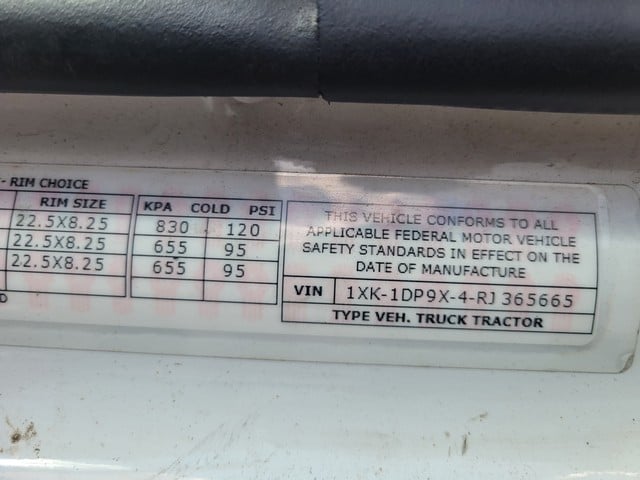 - RIM CHOICE
RIM SIZE KPA COLD PSI
22.5X8.25 830 120
22.5X8.25 655 95
22.5X8.25 655 95
D
THIS VEHICLE CONFORMS TO ALL
APPLICABLE FEDERAL MOTOR VEHICLE
SAFETY STANDARDS IN EFFECT ON THE
DATE OF MANUFACTURE
VIN 1XK-1DP9X-4-RJ 365665
TYPE VEH. TRUCK TRACTOR